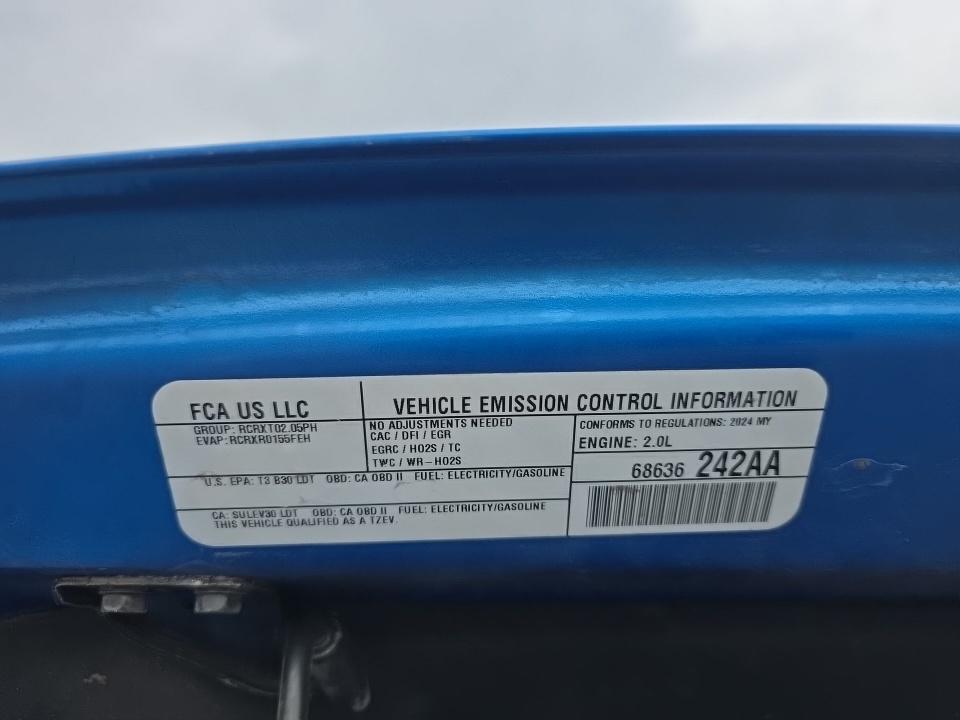 FCA US LLC
GROUP: RCRXT02.05PH
EVAP: RCRXR0155FEH
VEHICLE EMISSION CONTROL INFORMATION
NO ADJUSTMENTS NEEDED
CAC / DFI / EGR
EGRC / HO2S / TC
TWC / WR-HO2S
CONFORMS TO REGULATIONS: 2024 MY
ENGINE: 2.0L
68636 242AA
U.S. EPA: T3 B30 LDT OBD: CA OBD II FUEL: ELECTRICITY/GASOLINE
CA: SULEV30 LDT OBD: CA OBD II FUEL: ELECTRICITY/GASOLINE
THIS VEHICLE QUALIFIED AS A TZEV.